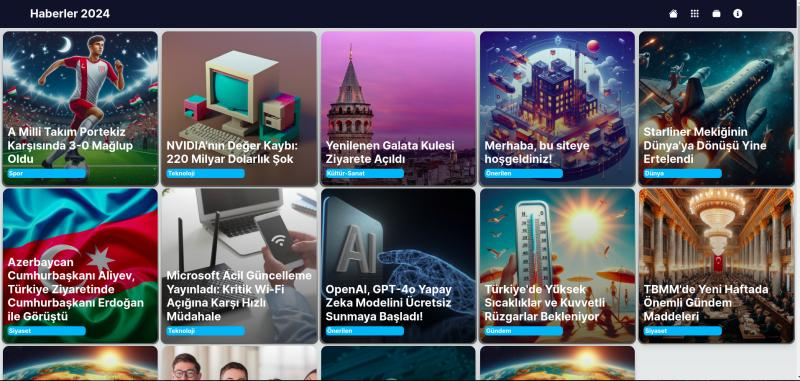 Haberler 2024
A Milli Takım Portekiz
Karşısında 3-0 Mağlup
Oldu
Spor
NVIDIA'nın Değer Kaybı:
220 Milyar Dolarlık Şok
Teknoloji
Yenilenen Galata Kulesi
Ziyarete Açıldı
Kültür-Sanat
Merhaba, bu siteye
hoşgeldiniz!
Önerilen
Starliner Mekiğinin
Dünya'ya Dönüşü Yine
Ertelendi
Dünya
Azerbaycan
Cumhurbaşkanı Aliyev,
Türkiye Ziyaretinde
Cumhurbaşkanı Erdoğan
ile Görüştü
Siyaset
Microsoft Acil Güncelleme
Yayınladı: Kritik Wi-Fi
Açığına Karşı Hızlı
Müdahale
Teknoloji
AI
OpenAI, GPT-4o Yapay
Zeka Modelini Ücretsiz
Sunmaya Başladı!
Önerilen
Türkiye'de Yüksek
Sıcaklıklar ve Kuvvetli
Rüzgarlar Bekleniyor
Gündem
TBMM'de Yeni Haftada
Önemli Gündem
Maddeleri
Siyaset